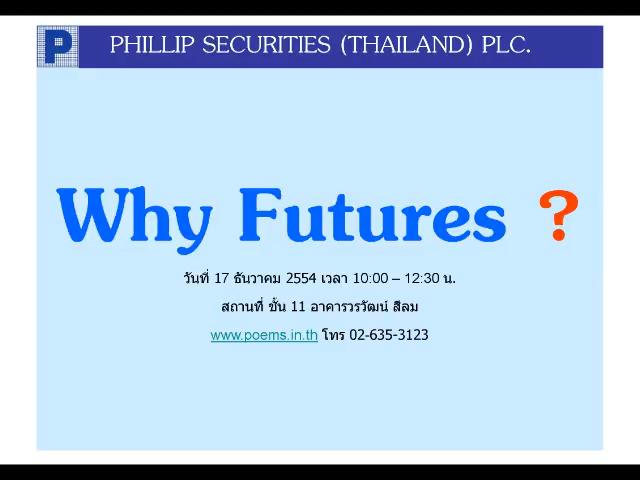 P
PHILLIP SECURITIES (THAILAND) PLC.
Why Futures ?
วันที่ 17 ธันวาคม 2554 เวลา 10:00 – 12:30 น.
สถานที่ ชั้น 11 อาคารวรวัฒน์ สีลม
www.poems.in.th โทร 02-635-3123